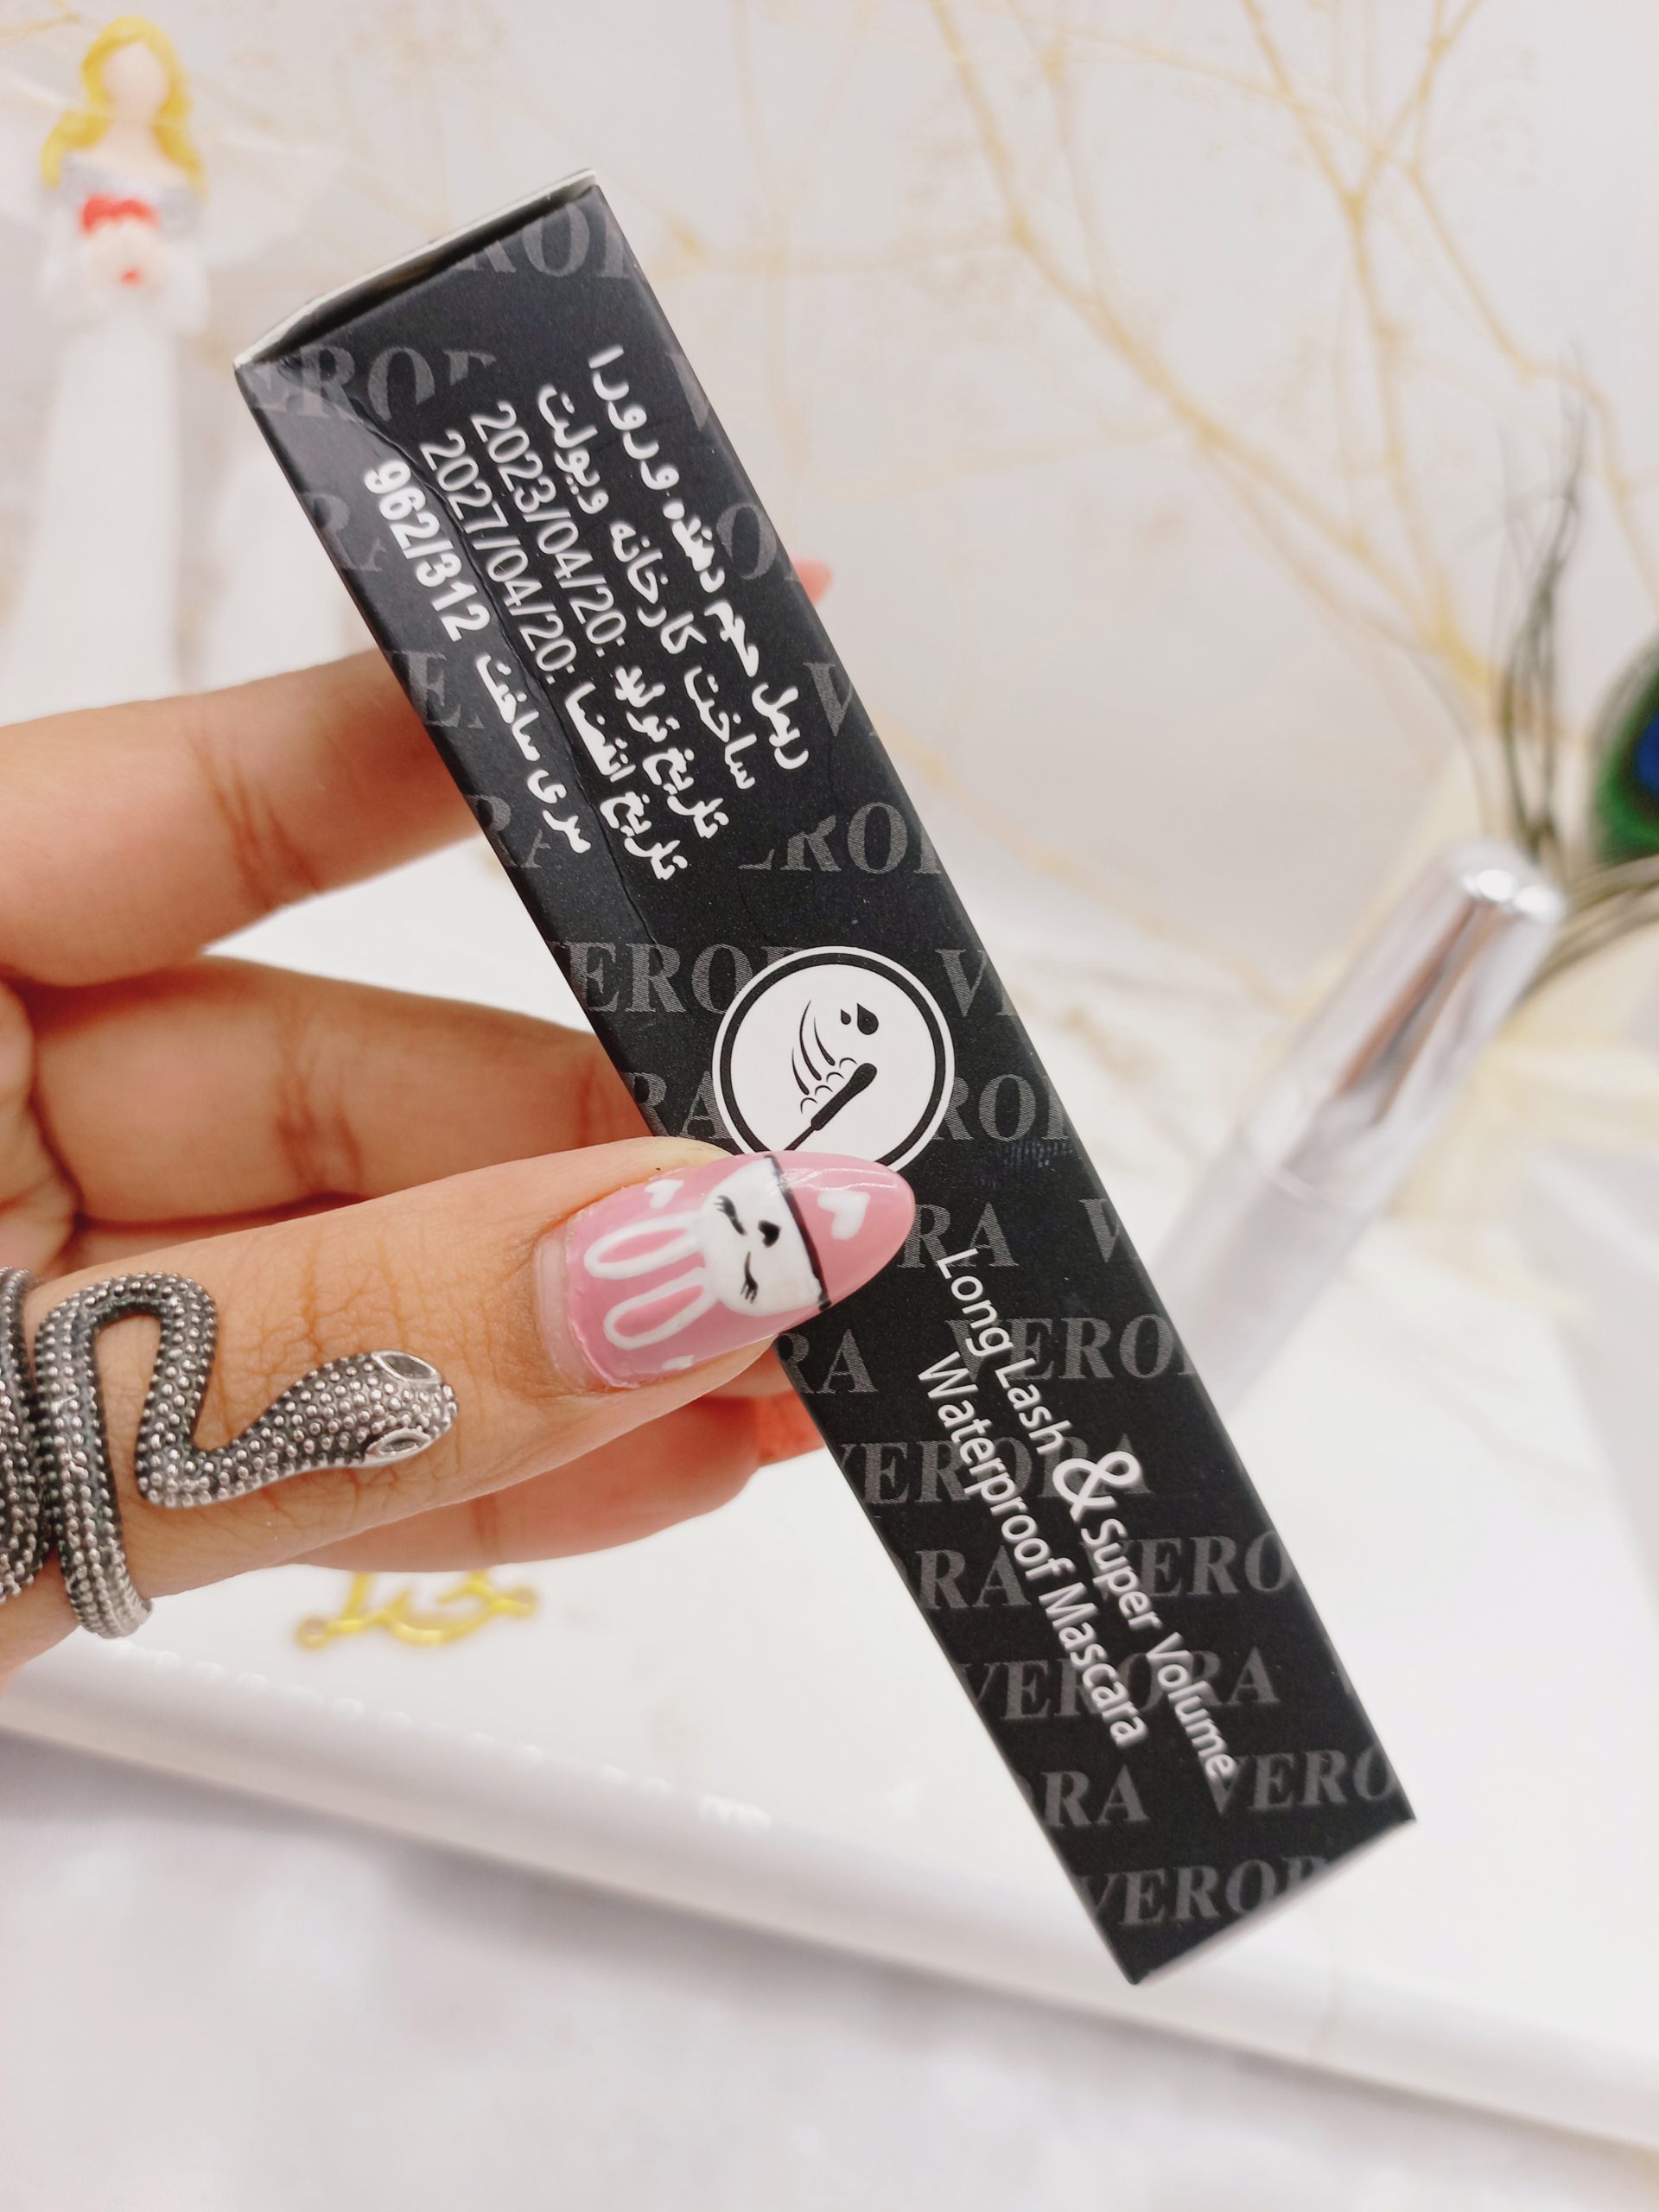 ریمل حجم دهنده ورورا
ساخت کارخانه ویولت
تاریخ تولید :2023/04/20
تاریخ انقضا :2027/04/20
سری ساخت 962/312
Long Lash & Super Volume
Waterproof Mascara
VERORA